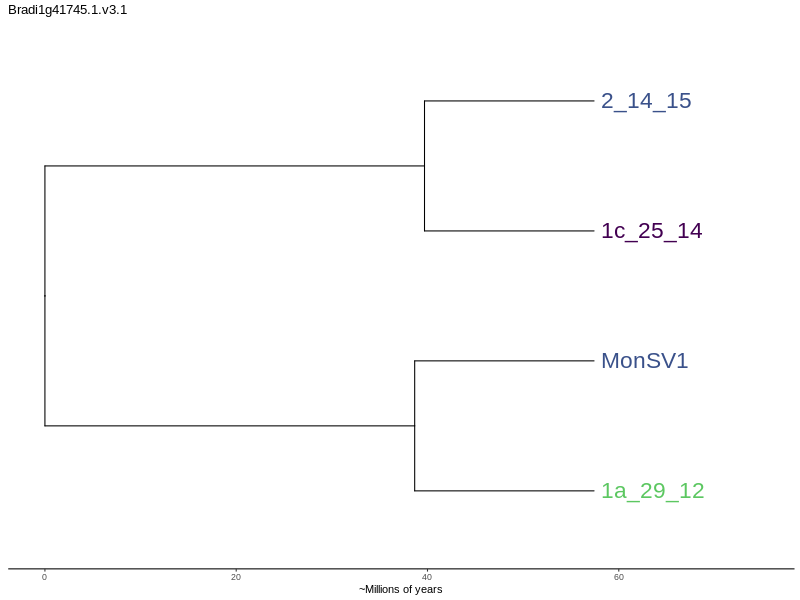 Bradi1g41745.1.v3.1
2_14_15
1c_25_14
MonSV1
1a_29_12
0 20 40 60
~Millions of years